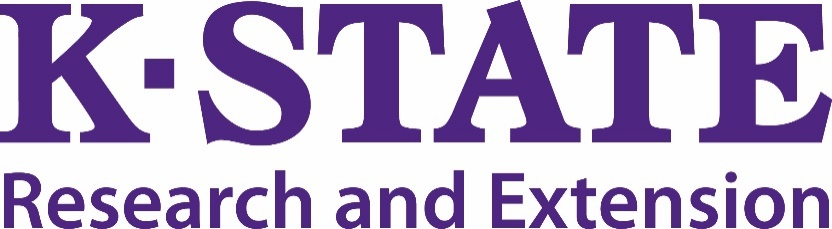 K-STATE
Research and Extension